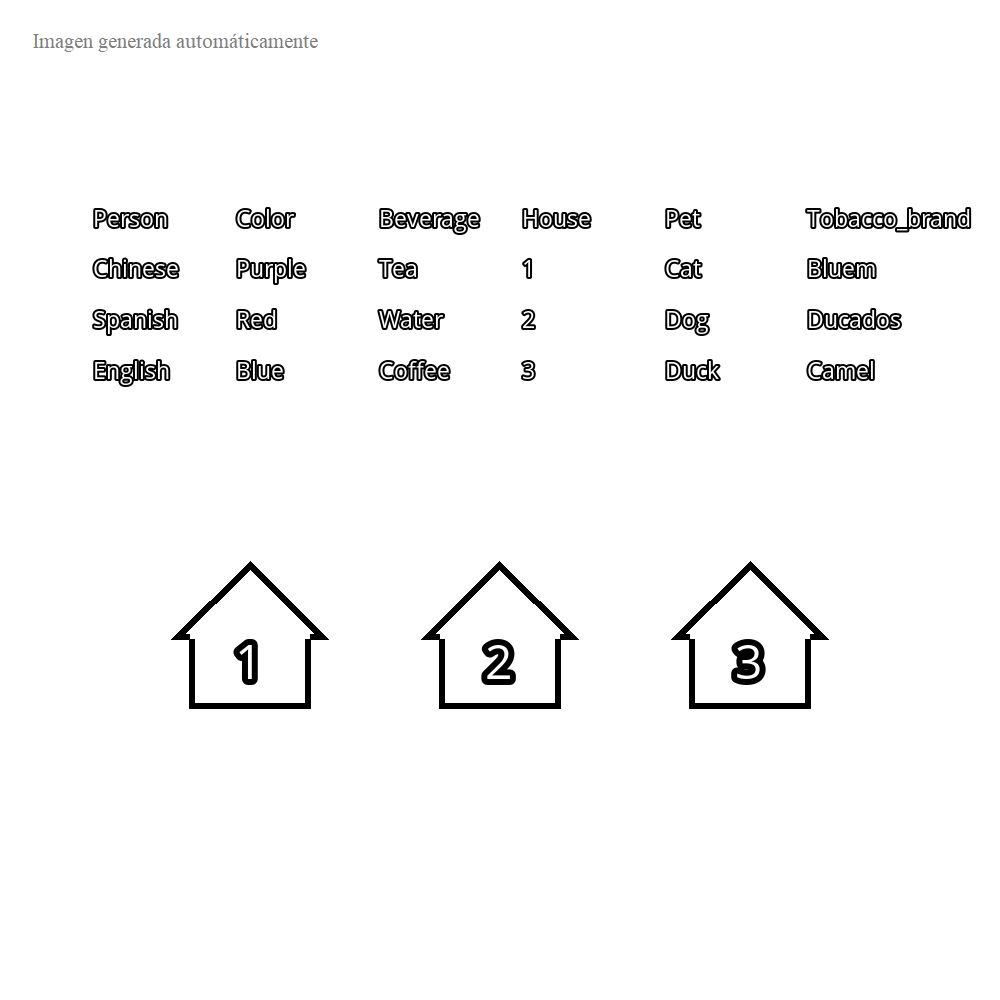 Imagen generada automáticamente
Person Color Beverage House Pet Tobacco_brand
Chinese Purple Tea 1 Cat Bluem
Spanish Red Water 2 Dog Ducados
English Blue Coffee 3 Duck Camel
1 2 3